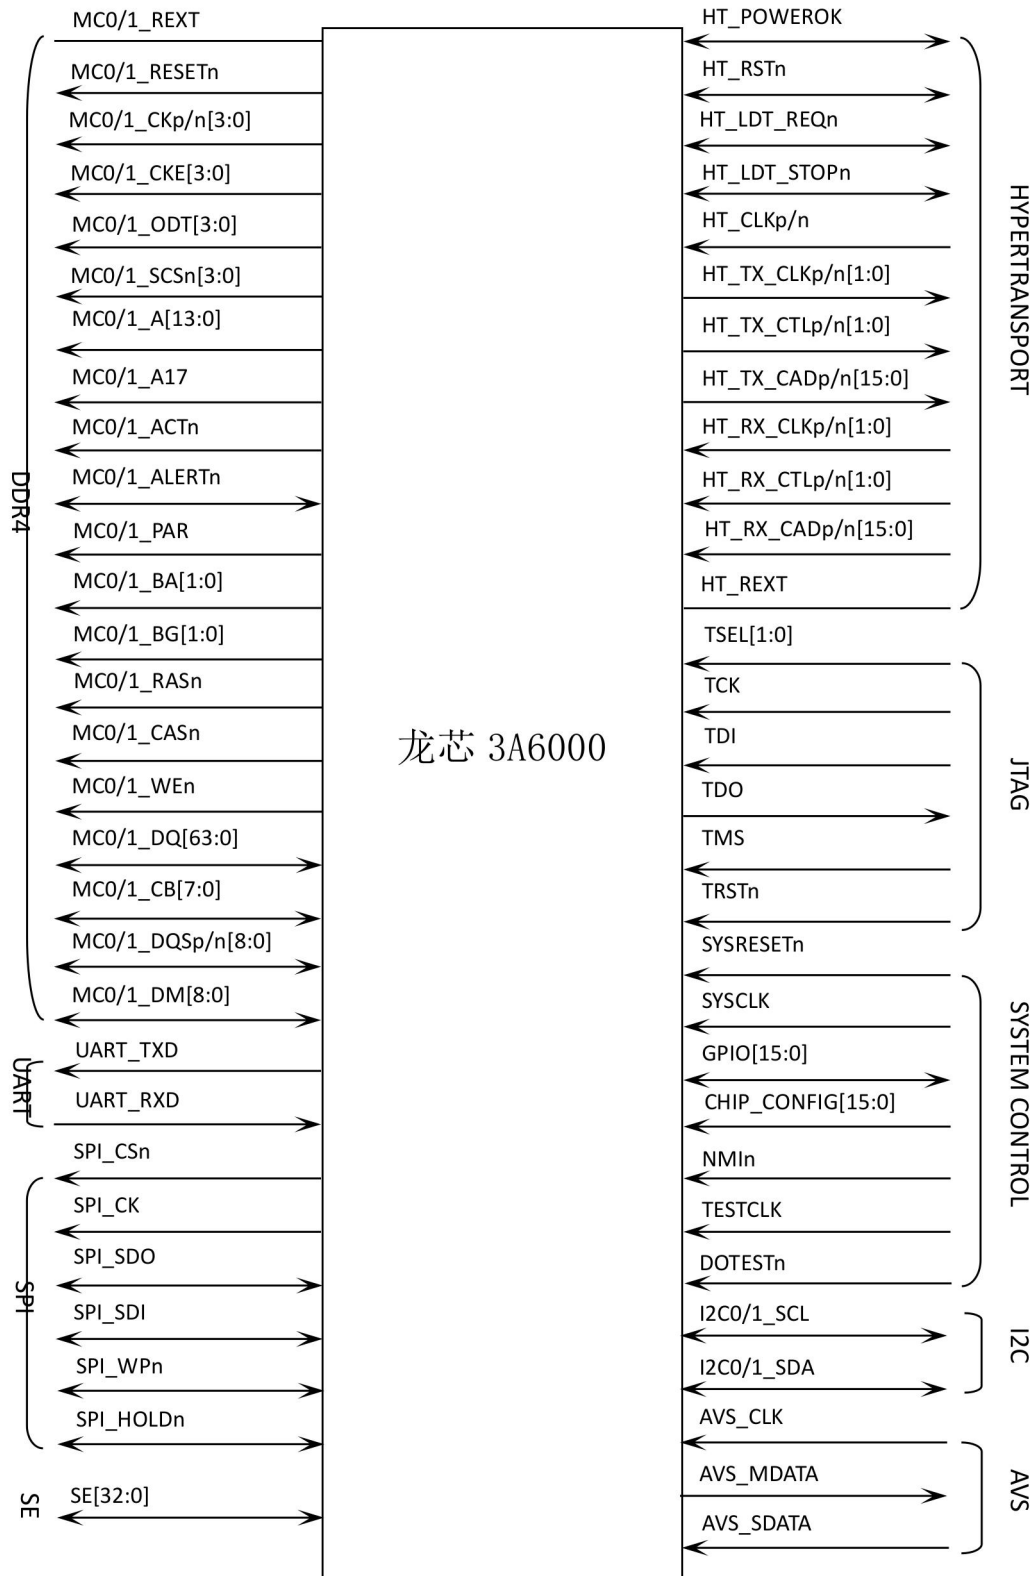 MC0/1_REXT
MC0/1_RESETn
MC0/1_CKp/n[3:0]
MC0/1_CKE[3:0]
MC0/1_ODT[3:0]
MC0/1_SCSn[3:0]
MC0/1_A[13:0]
MC0/1_A17
MC0/1_ACTn
MC0/1_ALERTn
MC0/1_PAR
MC0/1_BA[1:0]
MC0/1_BG[1:0]
MC0/1_RASn
MC0/1_CASn
MC0/1_WEn
MC0/1_DQ[63:0]
MC0/1_CB[7:0]
MC0/1_DQSp/n[8:0]
MC0/1_DM[8:0]
DDR4
UART_TXD
UART_RXD
UART
SPI_CSn
SPI_CK
SPI_SDO
SPI_SDI
SPI_WPn
SPI_HOLDn
SPI
SE[32:0]
SE
龙芯 3A6000
HT_POWEROK
HT_RSTn
HT_LDT_REQn
HT_LDT_STOPn
HT_CLKp/n
HT_TX_CLKp/n[1:0]
HT_TX_CTLp/n[1:0]
HT_TX_CADp/n[15:0]
HT_RX_CLKp/n[1:0]
HT_RX_CTLp/n[1:0]
HT_RX_CADp/n[15:0]
HT_REXT
HYPERTRANSPORT
TSEL[1:0]
TCK
TDI
TDO
TMS
TRSTn
JTAG
SYSRESETn
SYSCLK
GPIO[15:0]
CHIP_CONFIG[15:0]
NMIn
TESTCLK
DOTESTn
SYSTEM CONTROL
I2C0/1_SCL
I2C0/1_SDA
I2C
AVS_CLK
AVS_MDATA
AVS_SDATA
AVS